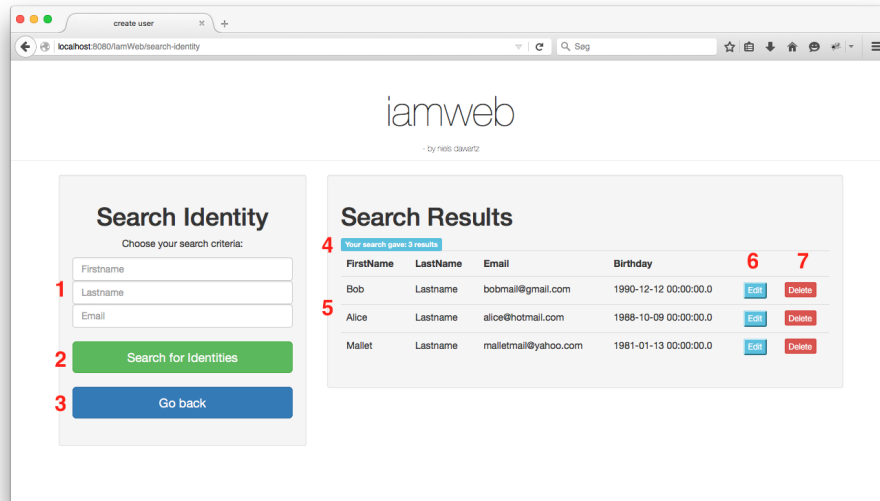 create user
localhost:8080/IamWeb/search-identity
Søg
iamweb
- by niels dawartz
Search Identity
Choose your search criteria:
1
Firstname
Lastname
Email
2 Search for Identities
3 Go back
Search Results
4 Your search gave: 3 results
FirstName LastName Email Birthday 6 7
Bob Lastname bobmail@gmail.com 1990-12-12 00:00:00.0 Edit Delete
5
Alice Lastname alice@hotmail.com 1988-10-09 00:00:00.0 Edit Delete
Mallet Lastname malletmail@yahoo.com 1981-01-13 00:00:00.0 Edit Delete